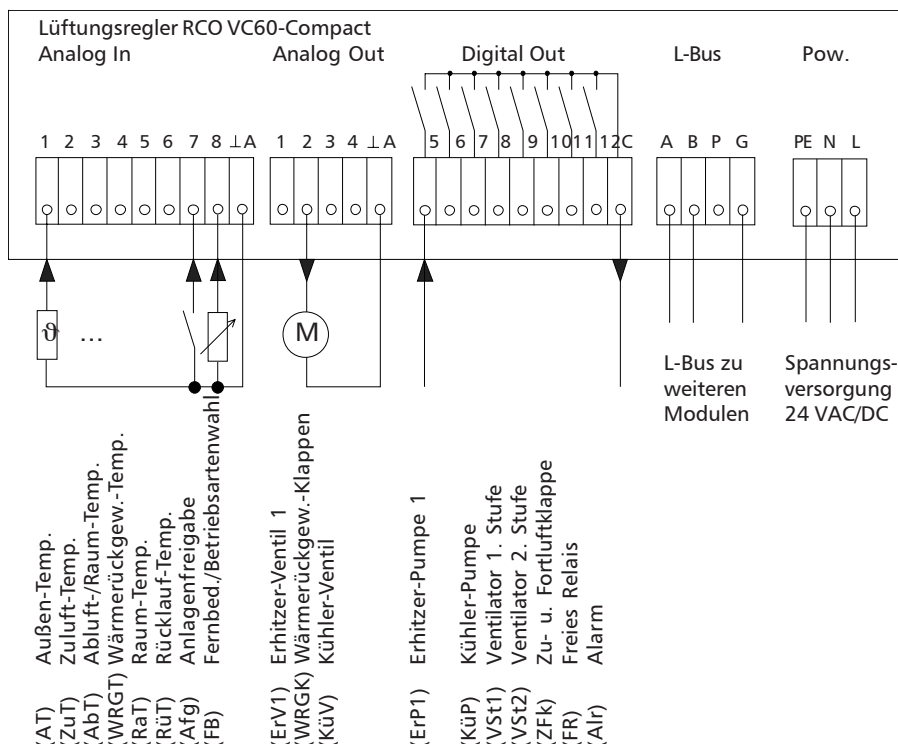 Lüftungsregler RCO VC60-Compact
Analog In Analog Out Digital Out L-Bus Pow.
1 2 3 4 5 6 7 8 ⊥A 1 2 3 4 ⊥A 5 6 7 8 9 10 11 12 C A B P G PE N L
ϑ ... M
L-Bus zu
weiteren
Modulen
Spannungs-
versorgung
24 VAC/DC
(AT) Außen-Temp.
(ZuT) Zuluft-Temp.
(AbT) Abluft-/Raum-Temp.
(WRGT) Wärmerückgew.-Temp.
(RaT) Raum-Temp.
(RüT) Rücklauf-Temp.
(Afg) Anlagenfreigabe
(FB) Fernbed./Betriebsartenwahl
(ErV1) Erhitzer-Ventil 1
(WRGK) Wärmerückgew.-Klappen
(KüV) Kühler-Ventil
(ErP1) Erhitzer-Pumpe 1
(KüP) Kühler-Pumpe
(VSt1) Ventilator 1. Stufe
(VSt2) Ventilator 2. Stufe
(ZFk) Zu- u. Fortluftklappe
(FR) Freies Relais
(Alr) Alarm